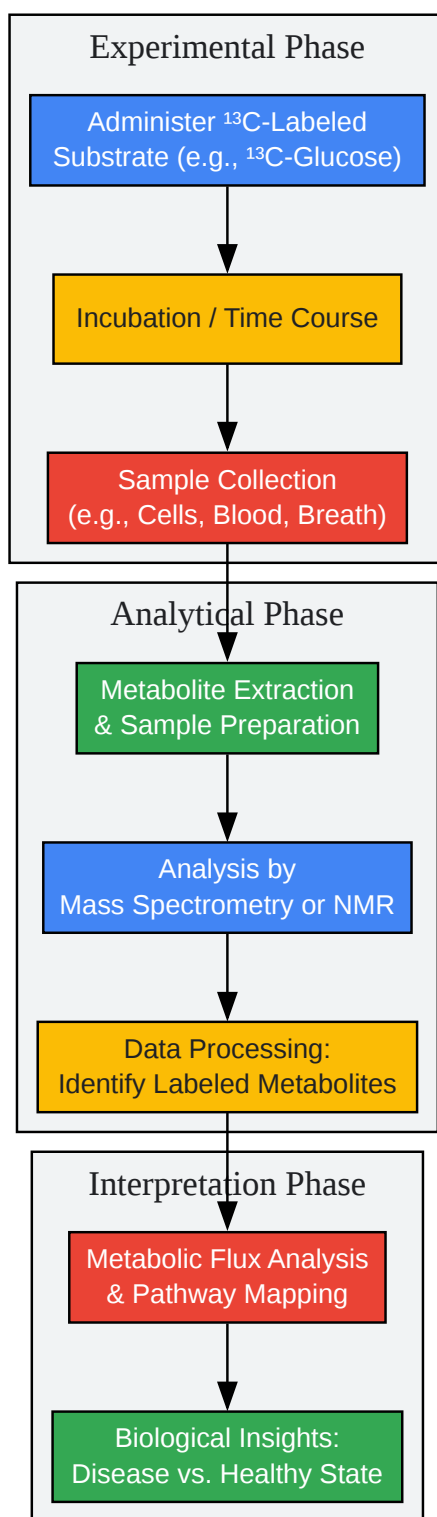 Experimental Phase
Administer ¹³C-Labeled
Substrate (e.g., ¹³C-Glucose)
Incubation / Time Course
Sample Collection
(e.g., Cells, Blood, Breath)
Analytical Phase
Metabolite Extraction
& Sample Preparation
Analysis by
Mass Spectrometry or NMR
Data Processing:
Identify Labeled Metabolites
Interpretation Phase
Metabolic Flux Analysis
& Pathway Mapping
Biological Insights:
Disease vs. Healthy State